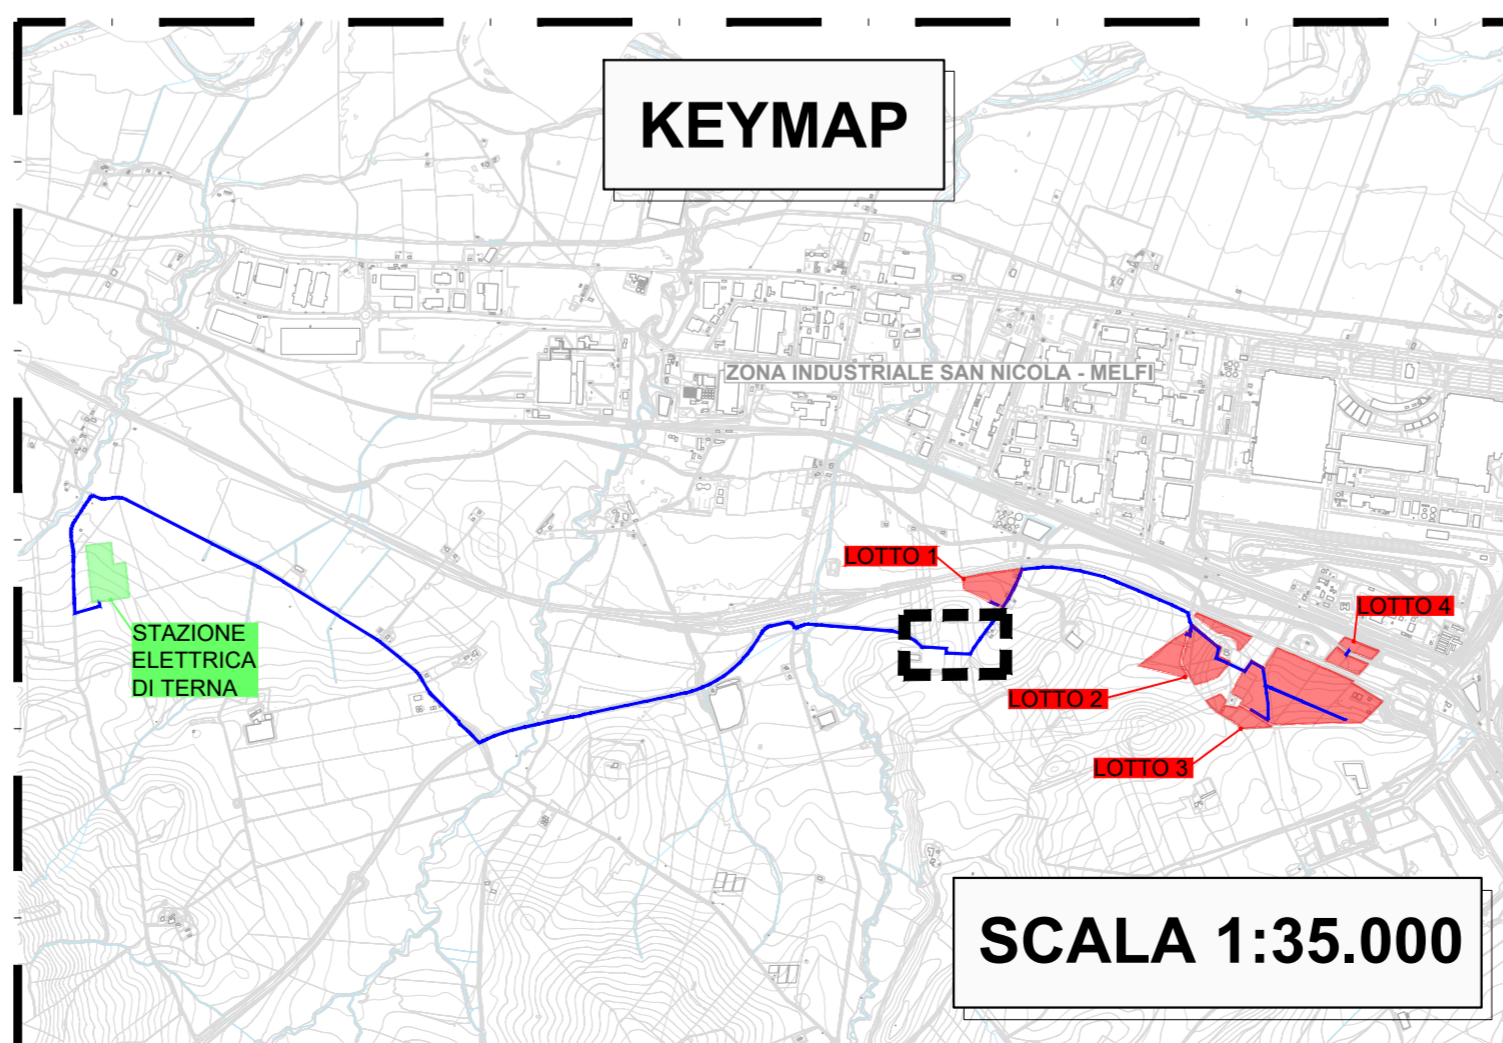 KEYMAP
ZONA INDUSTRIALE SAN NICOLA - MELFI
LOTTO 1
LOTTO 4
STAZIONE
ELETTRICA
DI TERNA
LOTTO 2
LOTTO 3
SCALA 1:35.000